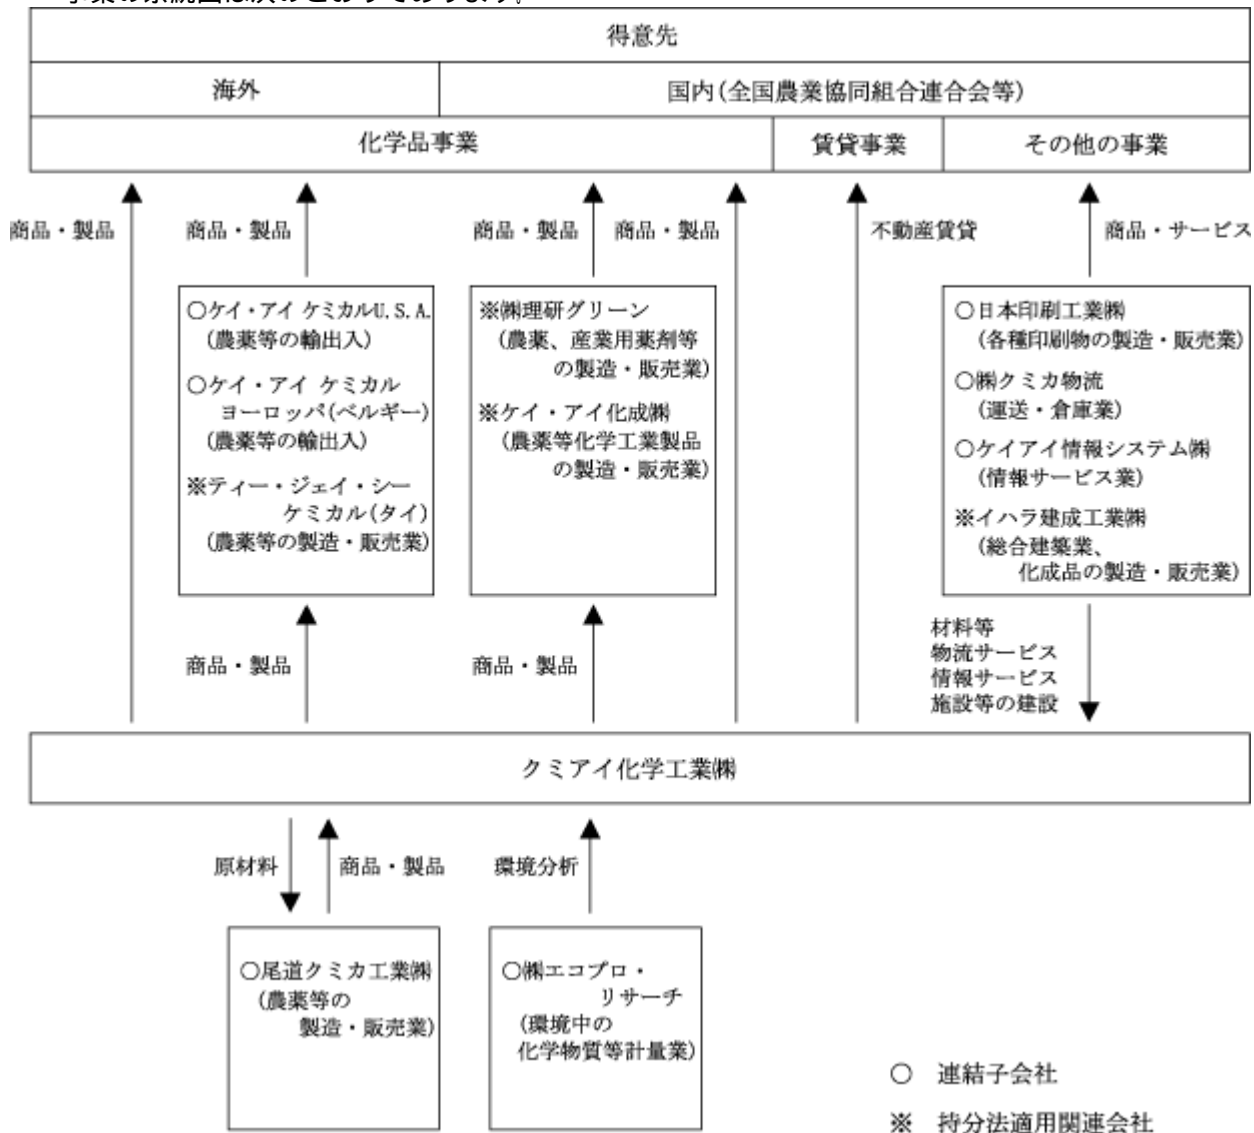 事業の系統図は次のとおりであります。
得意先
海外
国内(全国農業協同組合連合会等)
化学品事業
賃貸事業
その他の事業
商品・製品
商品・製品
商品・製品
商品・製品
不動産賃貸
商品・サービス
○ケイ・アイ ケミカルU.S.A.
(農薬等の輸出入)
○ケイ・アイ ケミカル
ヨーロッパ(ベルギー)
(農薬等の輸出入)
※ティー・ジェイ・シー
ケミカル(タイ)
(農薬等の製造・販売業)
※㈱理研グリーン
(農薬、産業用薬剤等
の製造・販売業)
※ケイ・アイ化成㈱
(農薬等化学工業製品
の製造・販売業)
○日本印刷工業㈱
(各種印刷物の製造・販売業)
○㈱クミカ物流
(運送・倉庫業)
○ケイアイ情報システム㈱
(情報サービス業)
※イハラ建成工業㈱
(総合建築業、
化成品の製造・販売業)
商品・製品
商品・製品
材料等
物流サービス
情報サービス
施設等の建設
クミアイ化学工業㈱
原材料
商品・製品
環境分析
○尾道クミカ工業㈱
(農薬等の
製造・販売業)
○㈱エコプロ・
リサーチ
(環境中の
化学物質等計量業)
○ 連結子会社
※ 持分法適用関連会社